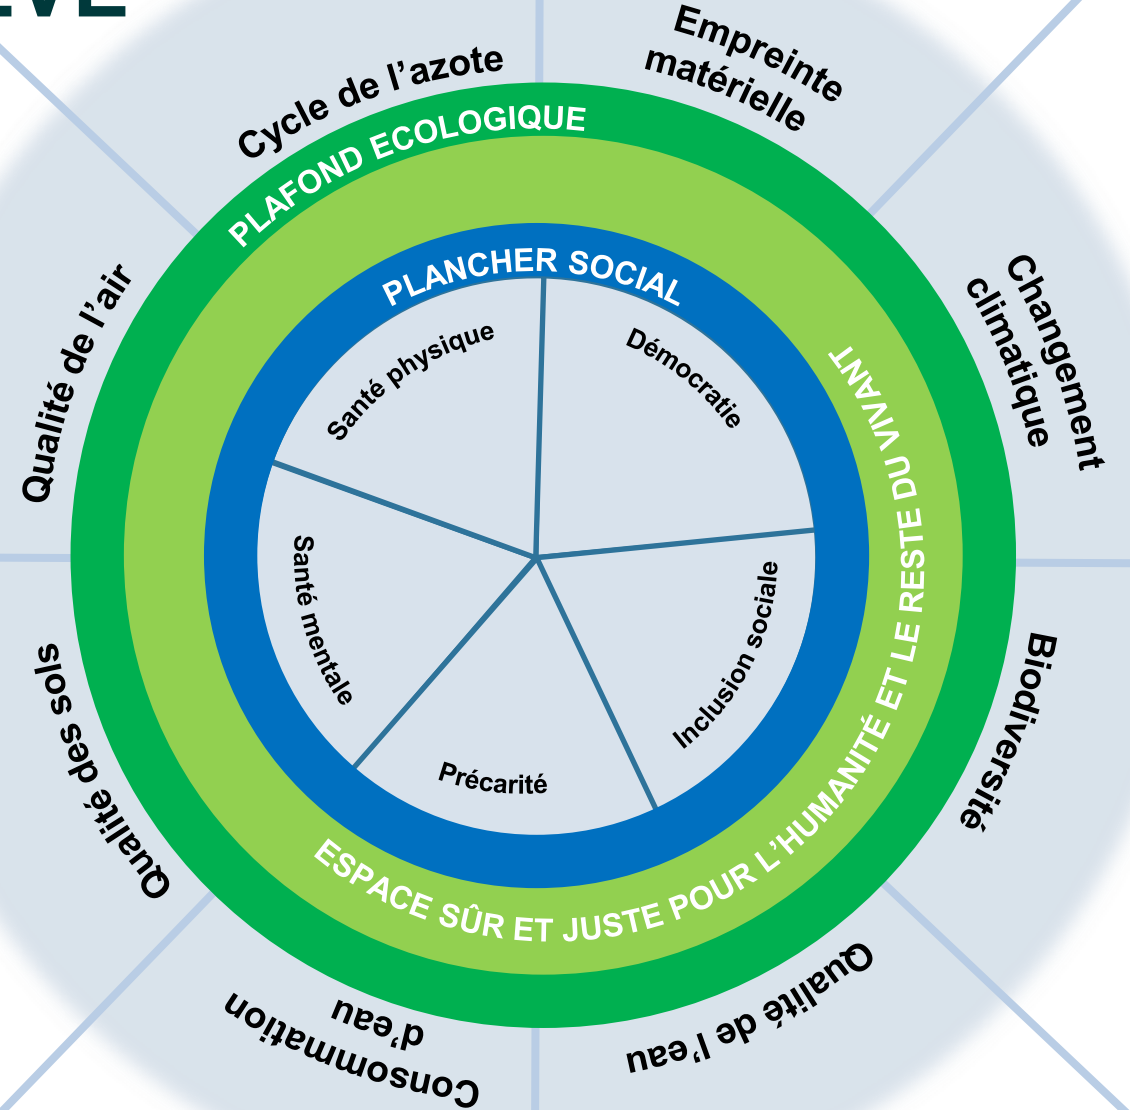 Cycle de l’azote
Empreinte
matérielle
Changement
climatique
Biodiversité
Qualité de l’eau
Consommation
d’eau
Qualité des sols
Qualité de l’air
PLAFOND ECOLOGIQUE
ESPACE SÛR ET JUSTE POUR L’HUMANITÉ ET LE RESTE DU VIVANT
PLANCHER SOCIAL
Santé physique
Démocratie
Inclusion sociale
Précarité
Santé mentale